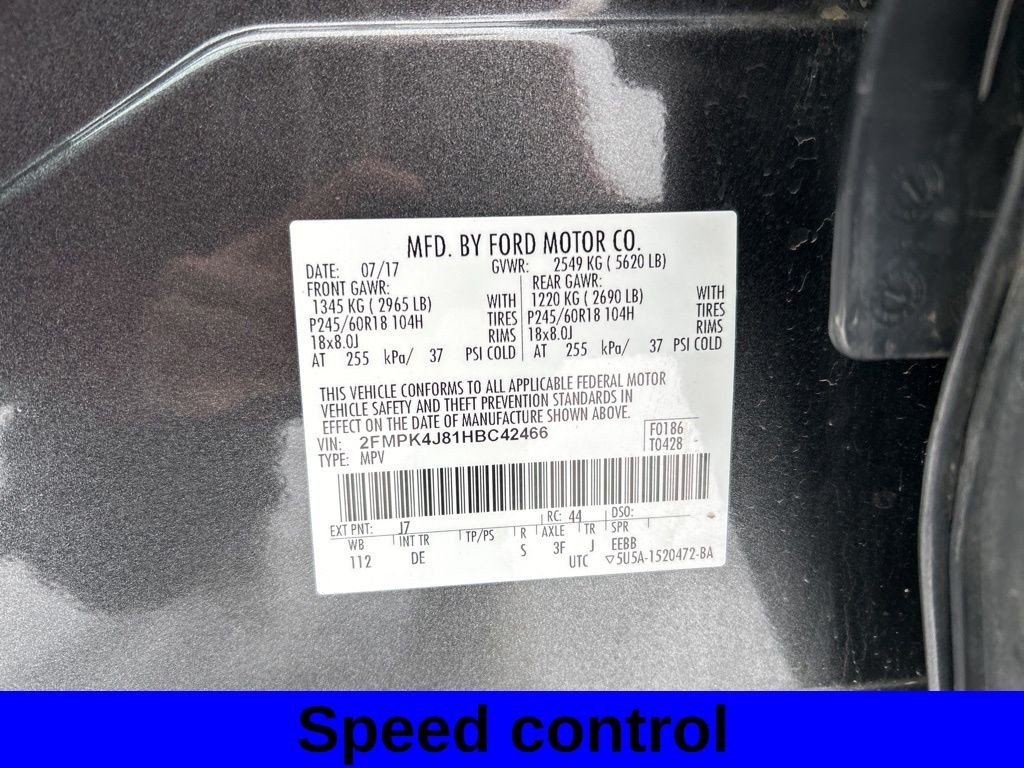 MFD. BY FORD MOTOR CO.
DATE: 07/17 GVWR: 2549 KG ( 5620 LB)
FRONT GAWR: REAR GAWR:
1345 KG ( 2965 LB) WITH 1220 KG ( 2690 LB) WITH
P245/60R18 104H TIRES P245/60R18 104H TIRES
18x8.0J RIMS 18x8.0J RIMS
AT 255 kPa/ 37 PSI COLD AT 255 kPa/ 37 PSI COLD
THIS VEHICLE CONFORMS TO ALL APPLICABLE FEDERAL MOTOR
VEHICLE SAFETY AND THEFT PREVENTION STANDARDS IN
EFFECT ON THE DATE OF MANUFACTURE SHOWN ABOVE.
VIN: 2FMPK4J81HBC42466 F0186
TYPE: MPV T0428
EXT PNT: J7 RC: 44 DSO:
WB INT TR TP/PS R AXLE TR SPR
112 DE S 3F J EEBB
UTC ▽5U5A-1520472-BA
Speed control